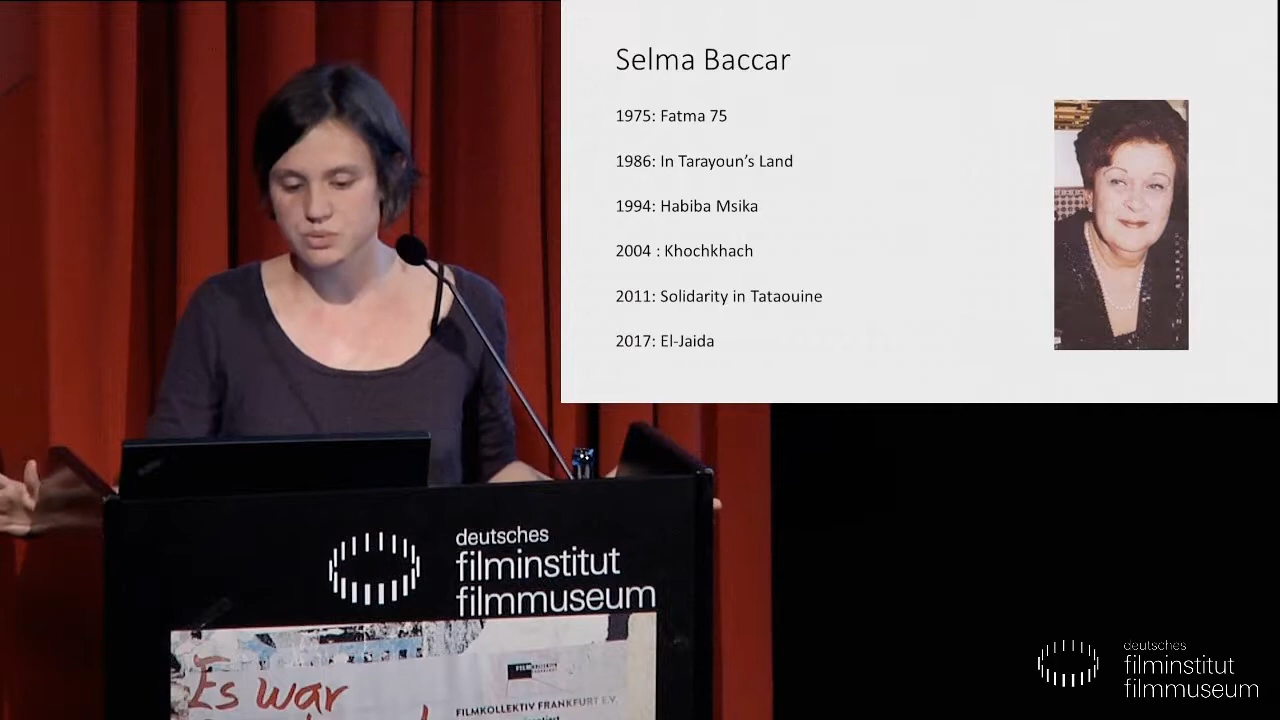 Selma Baccar
1975: Fatma 75
1986: In Tarayoun's Land
1994: Habiba Msika
2004 : Khochkhach
2011: Solidarity in Tataouine
2017: El-Jaida
deutsches
filminstitut
filmmuseum
Es war
FILMKOLLEKTIV FRANKFURT E.V.
deutsches
filminstitut
filmmuseum